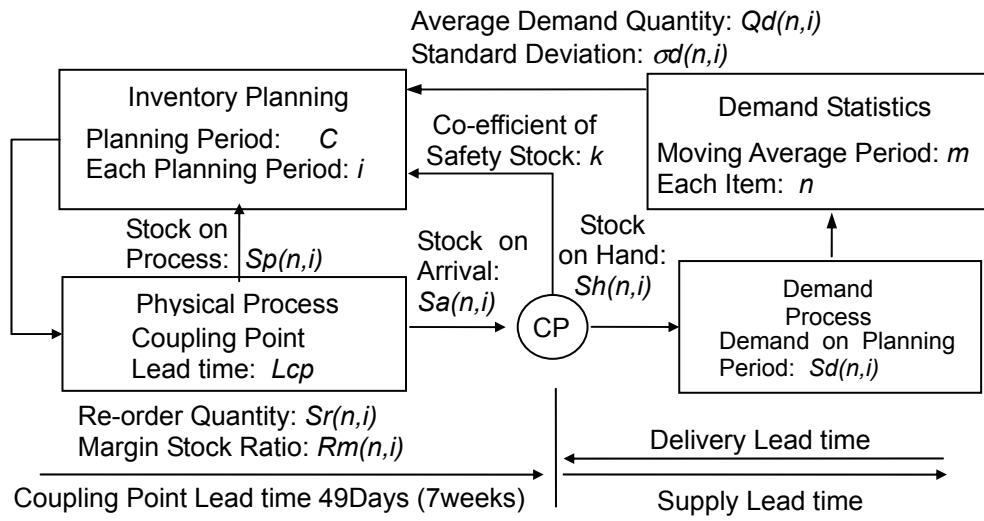 Average Demand Quantity: Qd(n,i)
Standard Deviation: σd(n,i)
Inventory Planning
Planning Period: C
Each Planning Period: i
Co-efficient of
Safety Stock: k
Demand Statistics
Moving Average Period: m
Each Item: n
Stock on
Process: Sp(n,i)
Stock on
Arrival:
Sa(n,i)
Stock
on Hand:
Sh(n,i)
Physical Process
Coupling Point
Lead time: Lcp
CP
Demand
Process
Demand on Planning
Period: Sd(n,i)
Re-order Quantity: Sr(n,i)
Margin Stock Ratio: Rm(n,i)
Delivery Lead time
Coupling Point Lead time 49Days (7weeks)
Supply Lead time